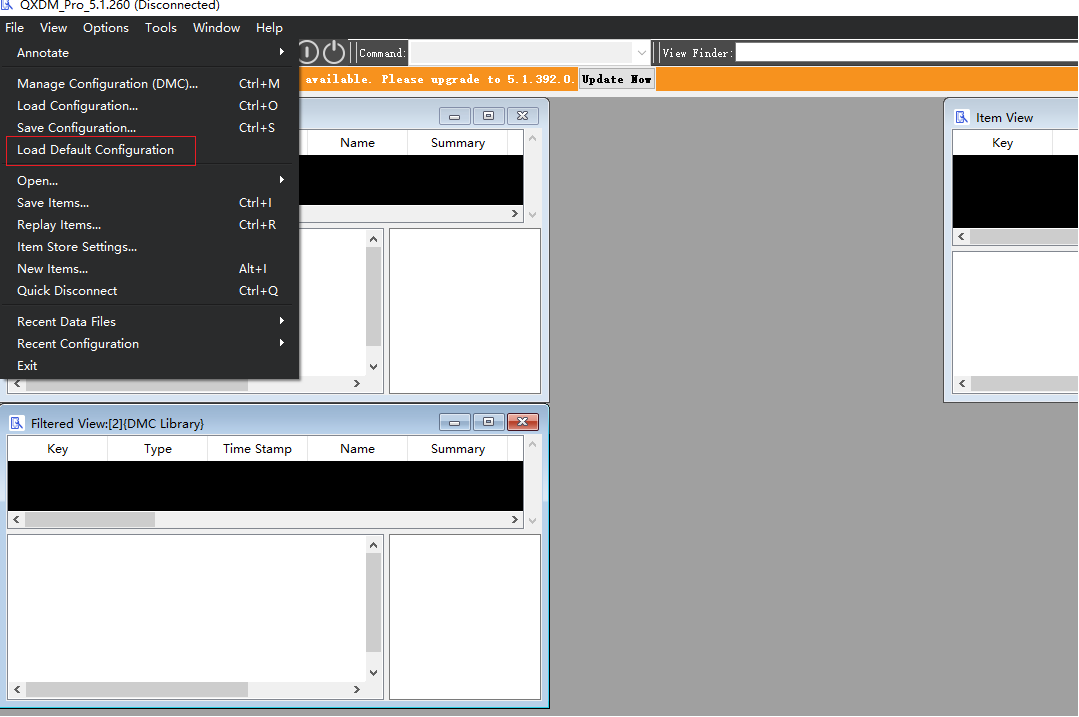 QXDM_Pro_5.1.260 (Disconnected)
File View Options Tools Window Help
Annotate
Command:
View Finder:
available. Please upgrade to 5.1.392.0. Update Now
Manage Configuration (DMC)... Ctrl+M
Load Configuration... Ctrl+O
Save Configuration... Ctrl+S
Load Default Configuration
Open...
Save Items... Ctrl+I
Replay Items... Ctrl+R
Item Store Settings...
New Items... Alt+I
Quick Disconnect Ctrl+Q
Recent Data Files
Recent Configuration
Exit
Name Summary
Item View
Key
Filtered View:[2]{DMC Library}
Key Type Time Stamp Name Summary